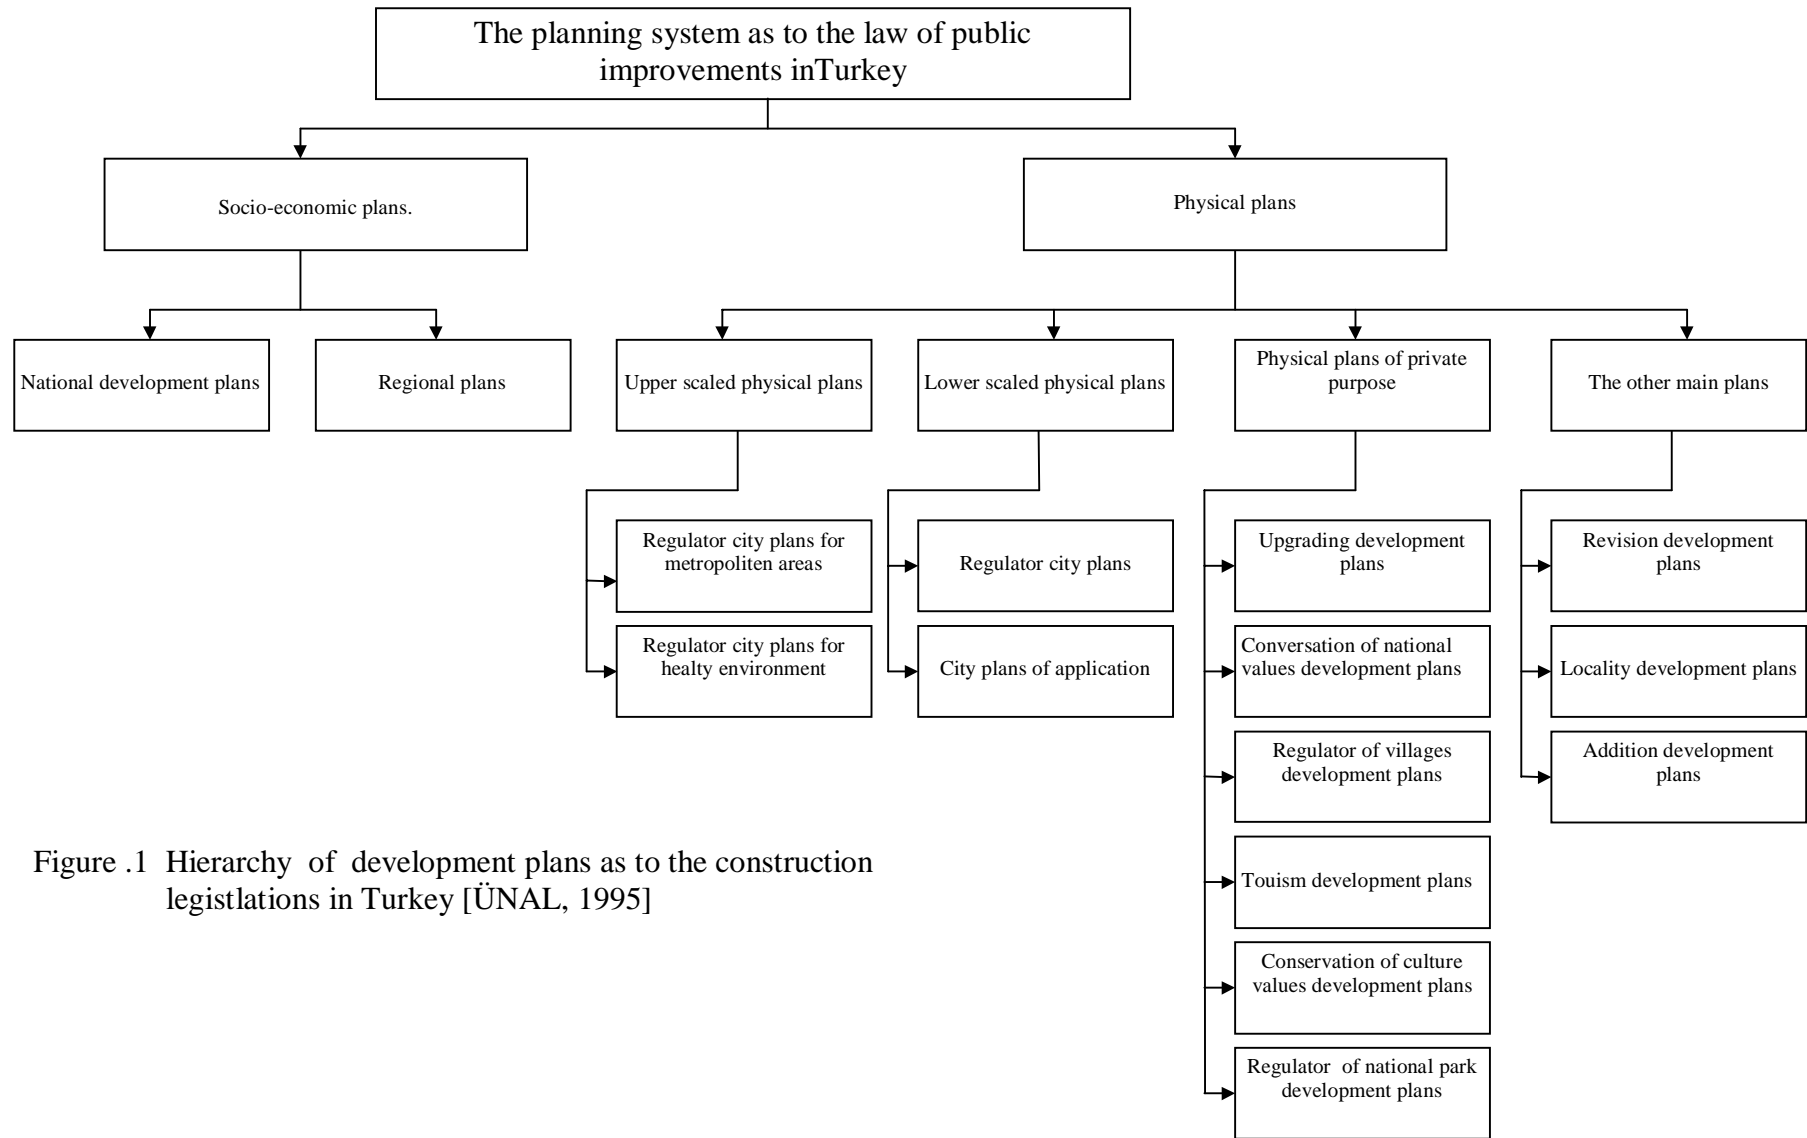 The planning system as to the law of public
improvements inTurkey
Socio-economic plans.
Physical plans
National development plans
Regional plans
Upper scaled physical plans
Lower scaled physical plans
Physical plans of private
purpose
The other main plans
Regulator city plans for
metropoliten areas
Regulator city plans for
healty environment
Regulator city plans
City plans of application
Upgrading development
plans
Conversation of national
values development plans
Regulator of villages
development plans
Touism development plans
Conservation of culture
values development plans
Regulator of national park
development plans
Revision development
plans
Locality development plans
Addition development
plans
Figure .1 Hierarchy of development plans as to the construction
legistlations in Turkey [ÜNAL, 1995]